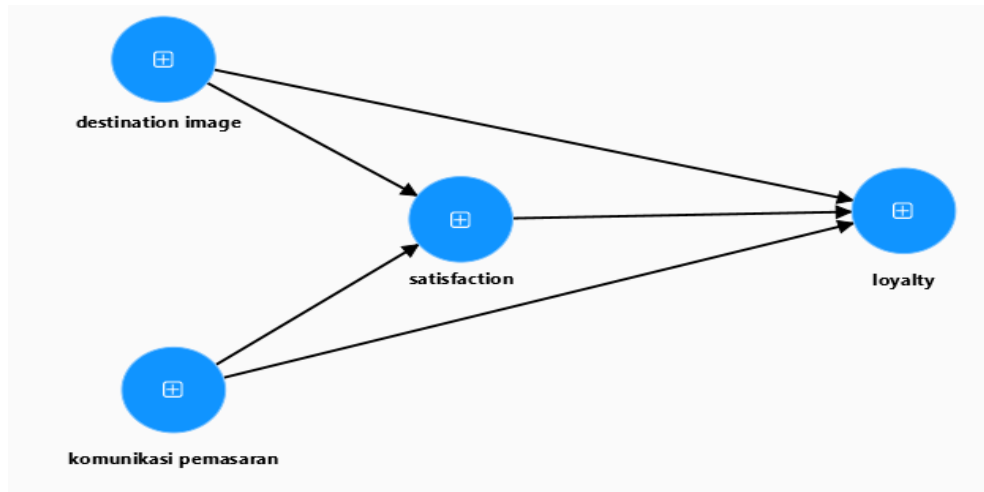 destination image
satisfaction
loyalty
komunikasi pemasaran